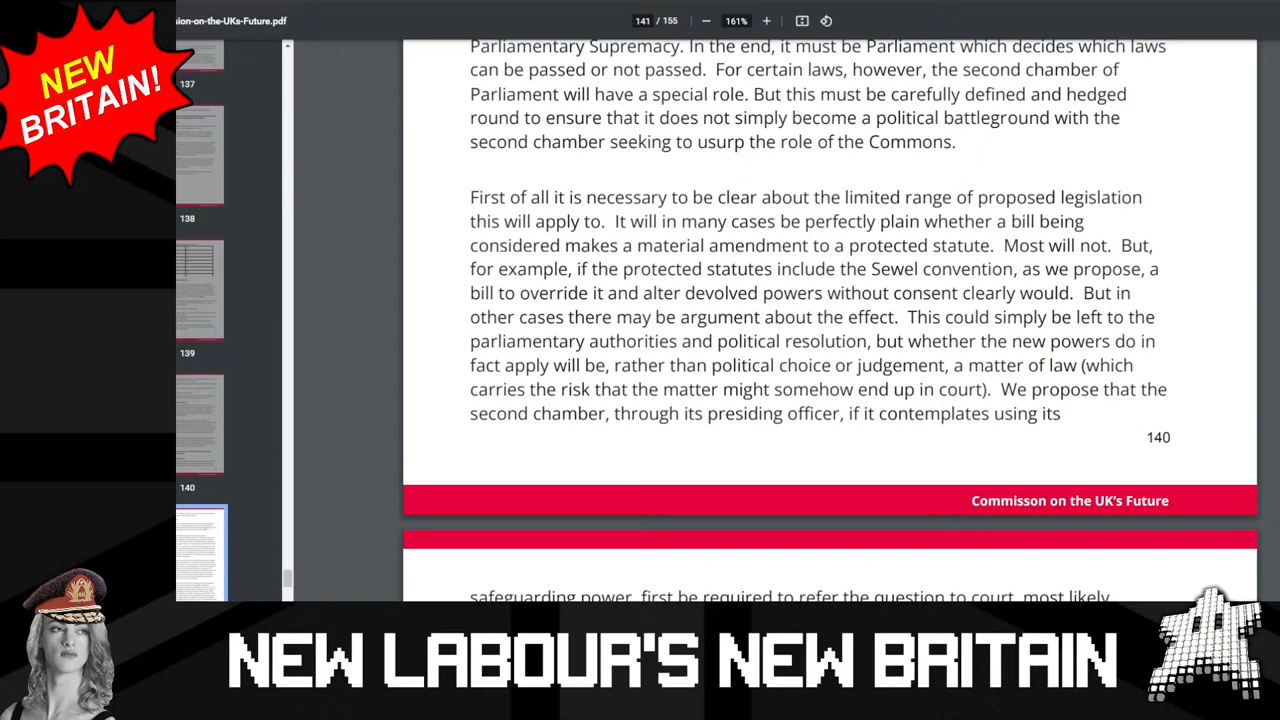 sion-on-the-UKs-Future.pdf
141 / 155
161%
NEW
BRITAIN!
137
138
139
140
Parliamentary Supremacy. In the end, it must be Parliament which decides which laws
can be passed or not passed. For certain laws, however, the second chamber of
Parliament will have a special role. But this must be carefully defined and hedged
round to ensure that it does not simply become a political battleground with the
second chamber seeking to usurp the role of the Commons.
First of all it is necessary to be clear about the limited range of proposed legislation
this will apply to. It will in many cases be perfectly plain whether a bill being
considered makes a material amendment to a protected statute. Most will not. But,
for example, if the protected statutes include the Sewel convention, as we propose, a
bill to override it and alter devolved powers without consent clearly would. But in
other cases there may be argument about its effect. This could simply be left to the
parliamentary authorities and political resolution, but whether the new powers do in
fact apply will be rather than political choice or judgement, a matter of law (which
carries the risk that the matter might somehow end up in court). We propose that the
second chamber, through its presiding officer, if it contemplates using its
140
Commisson on the UK's Future
safeguarding power first be required to refer the question to court, most likely
NEW LABOUR'S NEW BRITAIN